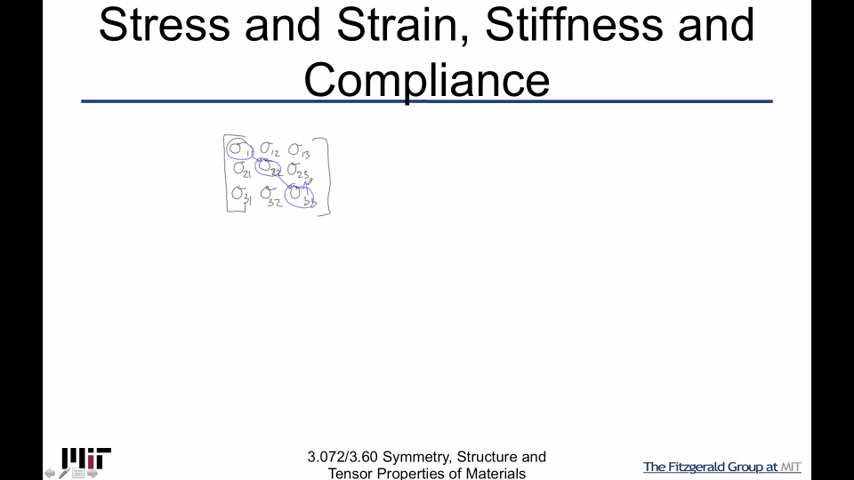 Stress and Strain, Stiffness and
Compliance
σ11 σ12 σ13
σ21 σ22 σ23
σ31 σ32 σ33
MIT
3.072/3.60 Symmetry, Structure and
Tensor Properties of Materials
The Fitzgerald Group at MIT